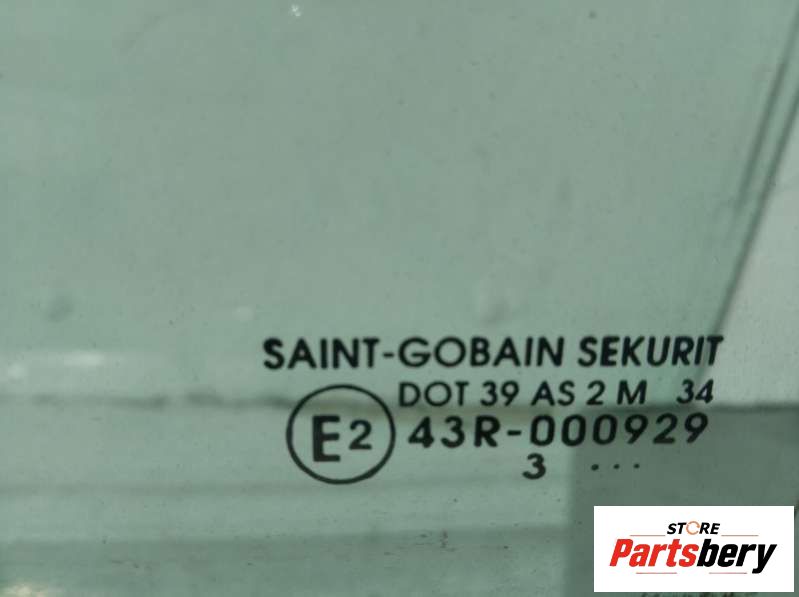 SAINT-GOBAIN SEKURIT
DOT 39 AS 2 M 34
E2 43R-000929
3 ...
STORE
Partsbery